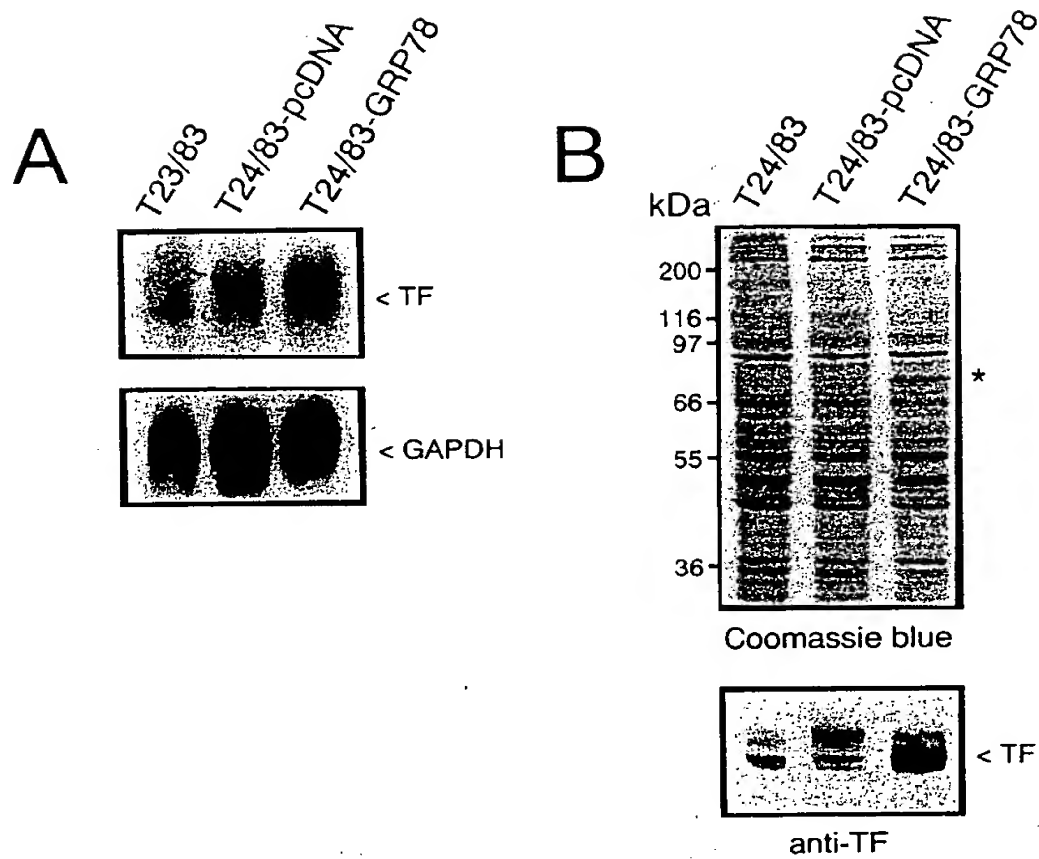 A
T23/83
T24/83-pcDNA
T24/83-GRP78
< TF
< GAPDH
B
kDa
T24/83
T24/83-pcDNA
T24/83-GRP78
200
116
97
*
66
55
36
Coomassie blue
< TF
anti-TF